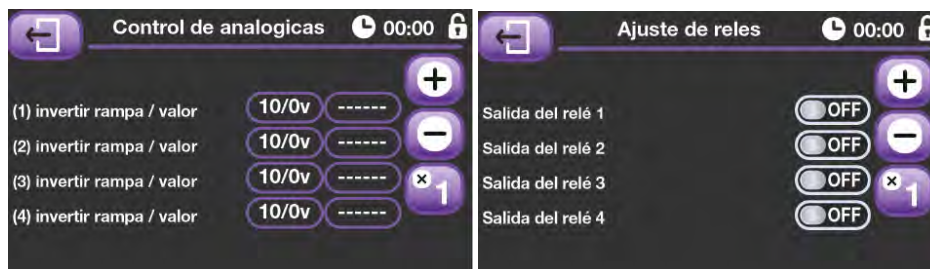 Control de analogicas 00:00
+
(1) invertir rampa / valor 10/0v ------
(2) invertir rampa / valor 10/0v ------
−
(3) invertir rampa / valor 10/0v ------
×1
(4) invertir rampa / valor 10/0v ------
Ajuste de reles 00:00
+
Salida del relé 1 OFF
Salida del relé 2 OFF
−
Salida del relé 3 OFF
×1
Salida del relé 4 OFF